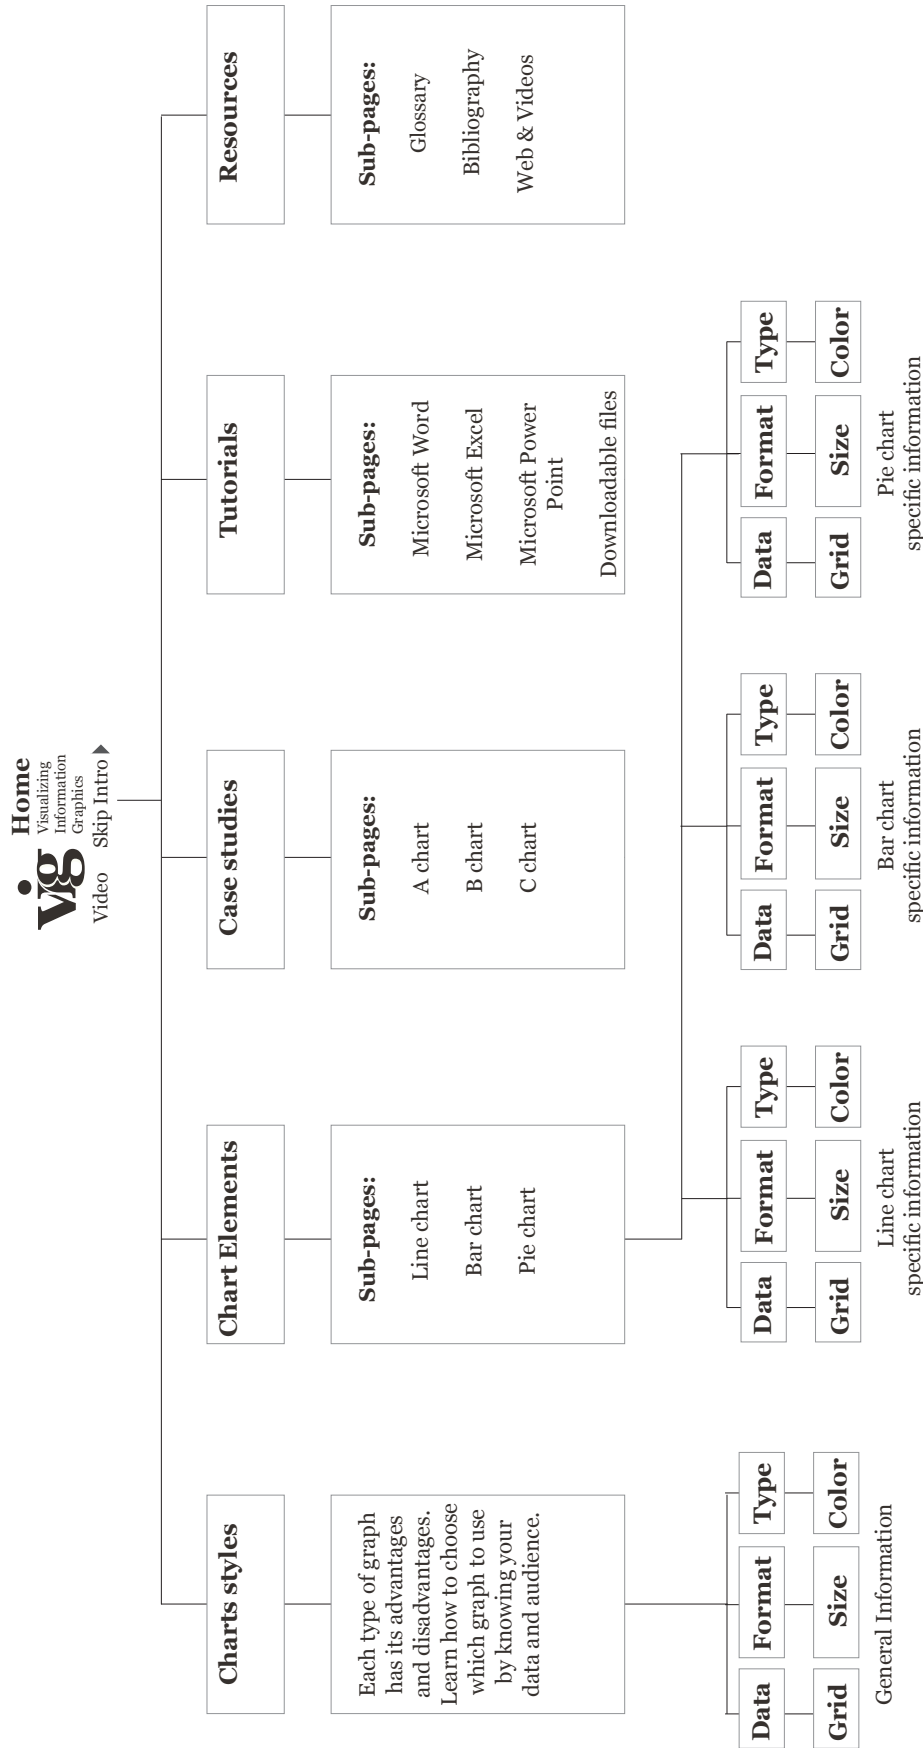 vig
Home
Visualizing
Information
Graphics
Video Skip Intro
Charts styles
Each type of graph
has its advantages
and disadvantages.
Learn how to choose
which graph to use
by knowing your
data and audience.
Data Format Type
Grid Size Color
General Information
Chart Elements
Sub-pages:
Line chart
Bar chart
Pie chart
Data Format Type
Grid Size Color
Line chart
specific information
Data Format Type
Grid Size Color
Bar chart
specific information
Data Format Type
Grid Size Color
Pie chart
specific information
Case studies
Sub-pages:
A chart
B chart
C chart
Tutorials
Sub-pages:
Microsoft Word
Microsoft Excel
Microsoft Power
Point
Downloadable files
Resources
Sub-pages:
Glossary
Bibliography
Web & Videos